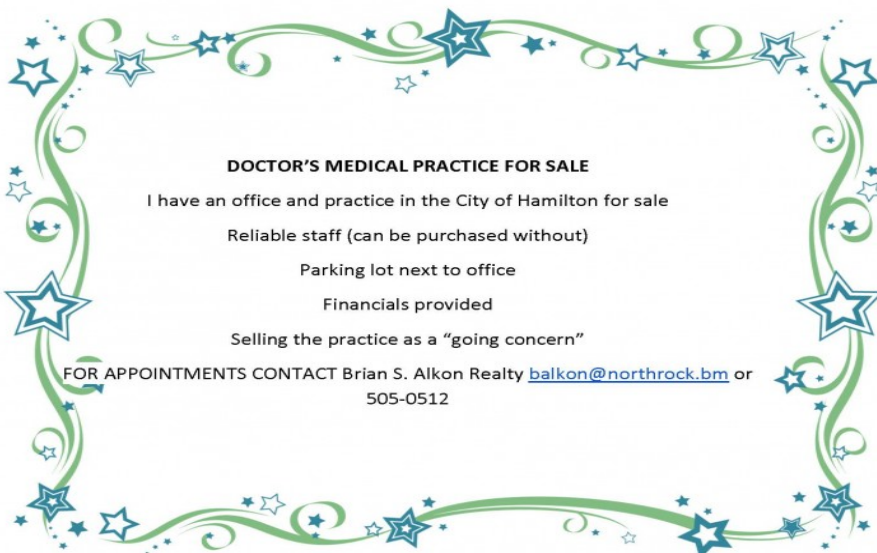 DOCTOR’S MEDICAL PRACTICE FOR SALE
I have an office and practice in the City of Hamilton for sale
Reliable staff (can be purchased without)
Parking lot next to office
Financials provided
Selling the practice as a “going concern”
FOR APPOINTMENTS CONTACT Brian S. Alkon Realty balkon@northrock.bm or
505-0512